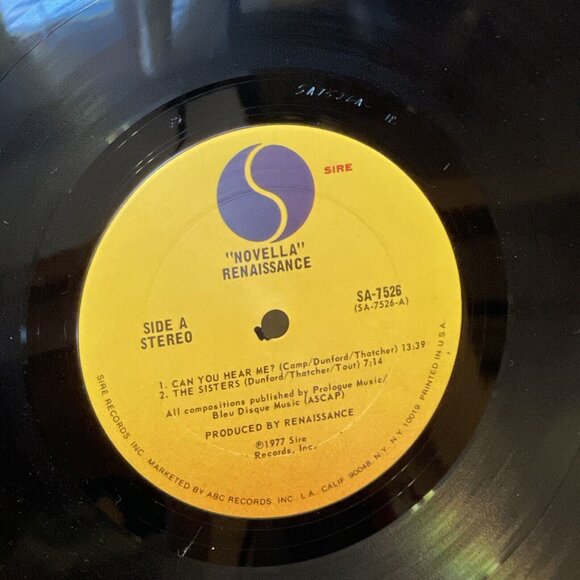 SA7526A
SIRE
"NOVELLA"
RENAISSANCE
SIDE A
STEREO
SA-7526
(SA-7526-A)
1. CAN YOU HEAR ME? (Camp/Dunford/Thatcher) 13:39
2. THE SISTERS (Dunford/Thatcher/Tout) 7:14
All compositions published by Prologue Music/
Bleu Disque Music (ASCAP)
PRODUCED BY RENAISSANCE
℗1977 Sire
Records, Inc.
SIRE RECORDS, INC. MARKETED BY ABC RECORDS, INC. L.A. CALIF. 90048, N.Y. N.Y. 10019. PRINTED IN U.S.A.